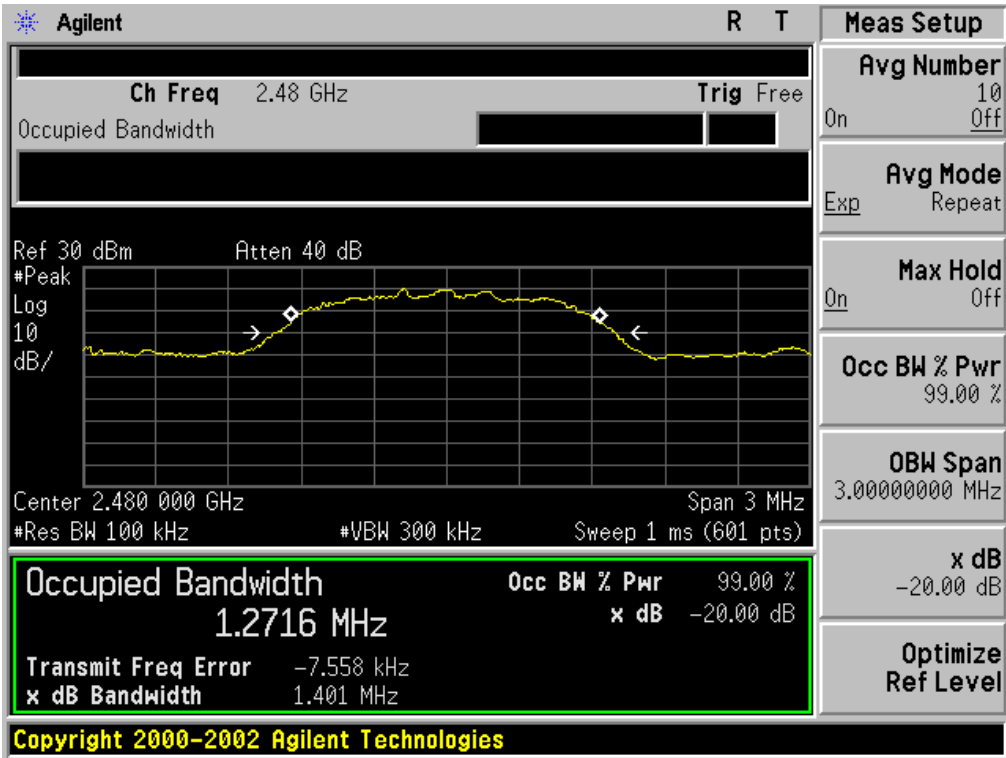 Agilent R T
Ch Freq 2.48 GHz Trig Free
Occupied Bandwidth
Ref 30 dBm Atten 40 dB
#Peak
Log
10
dB/
Center 2.480 000 GHz Span 3 MHz
#Res BW 100 kHz #VBW 300 kHz Sweep 1 ms (601 pts)
Occupied Bandwidth Occ BW % Pwr 99.00 %
1.2716 MHz x dB -20.00 dB
Transmit Freq Error -7.558 kHz
x dB Bandwidth 1.401 MHz
Copyright 2000-2002 Agilent Technologies
Meas Setup
Avg Number
10
On Off
Avg Mode
Exp Repeat
Max Hold
On Off
Occ BW % Pwr
99.00 %
OBW Span
3.00000000 MHz
x dB
-20.00 dB
Optimize
Ref Level